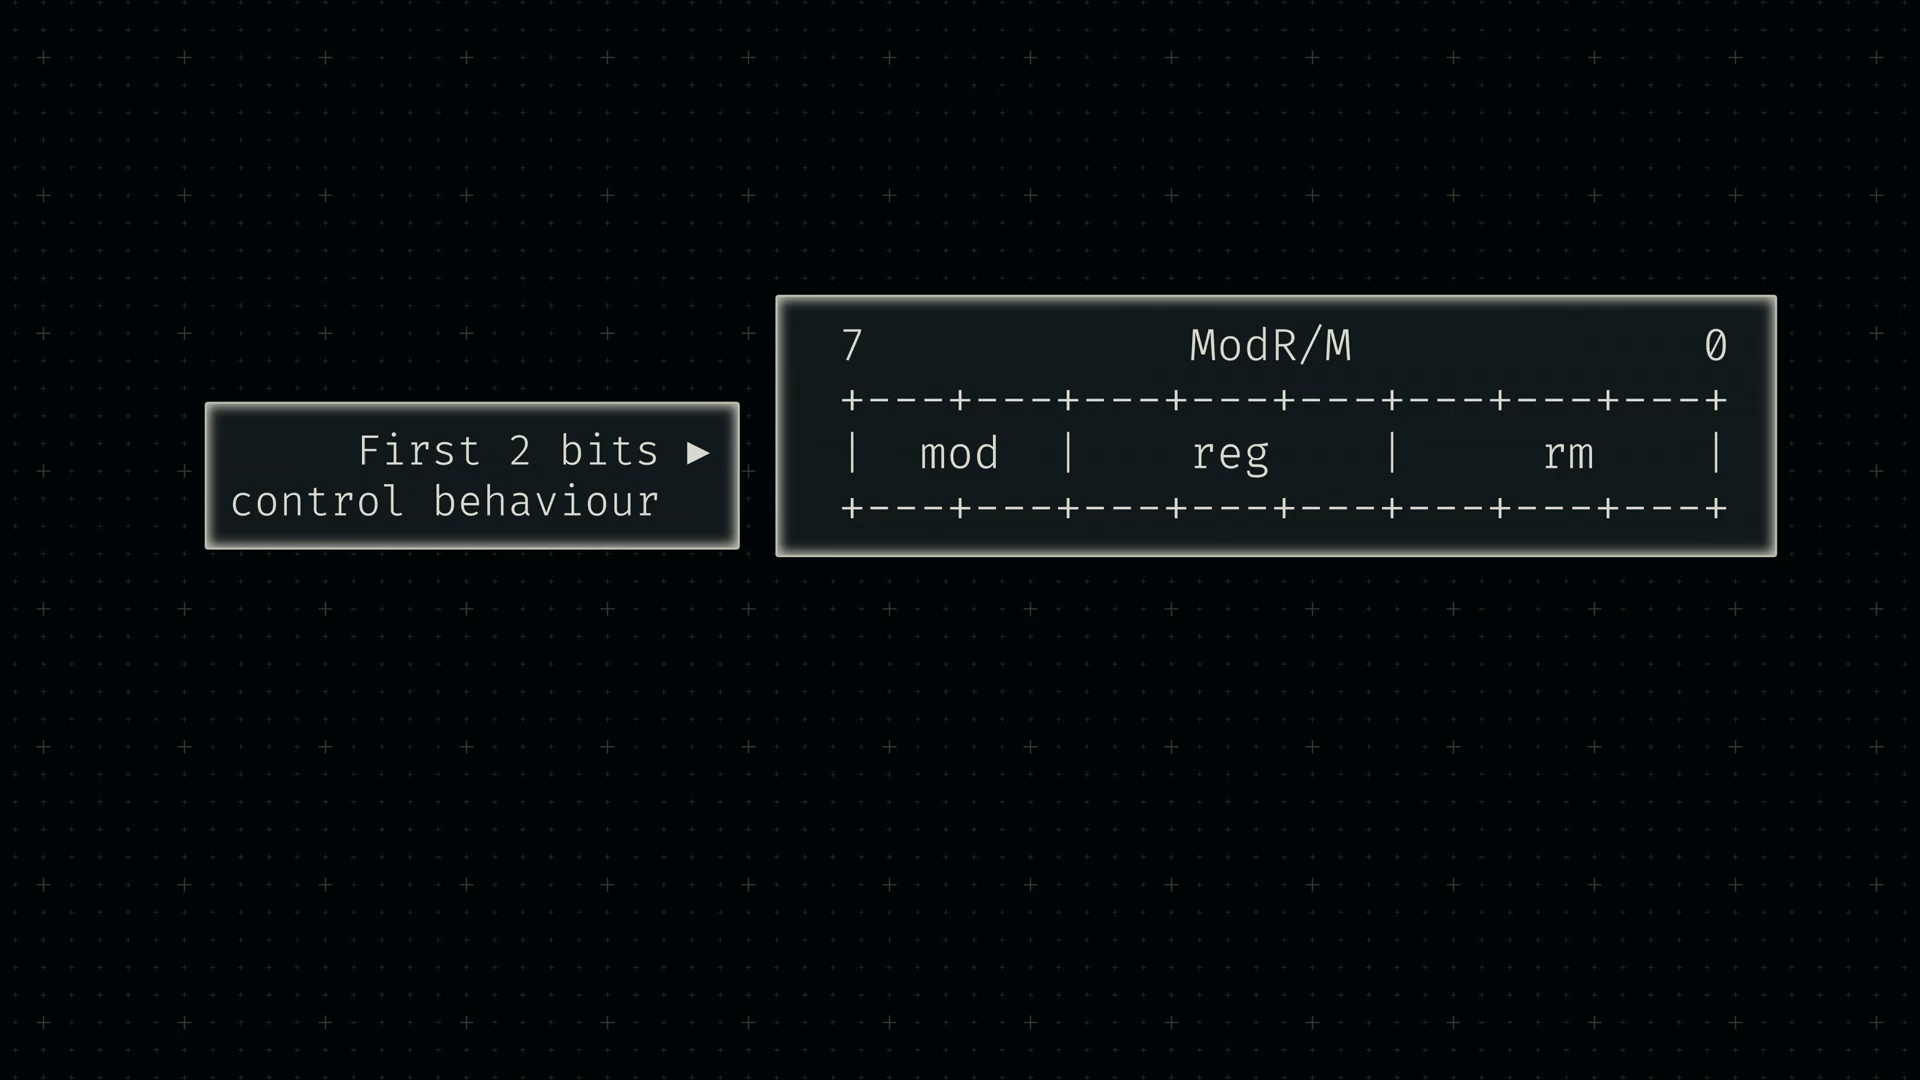 First 2 bits ▶
control behaviour
7 ModR/M 0
+---+---+---+---+---+---+---+---+
| mod | reg | rm |
+---+---+---+---+---+---+---+---+